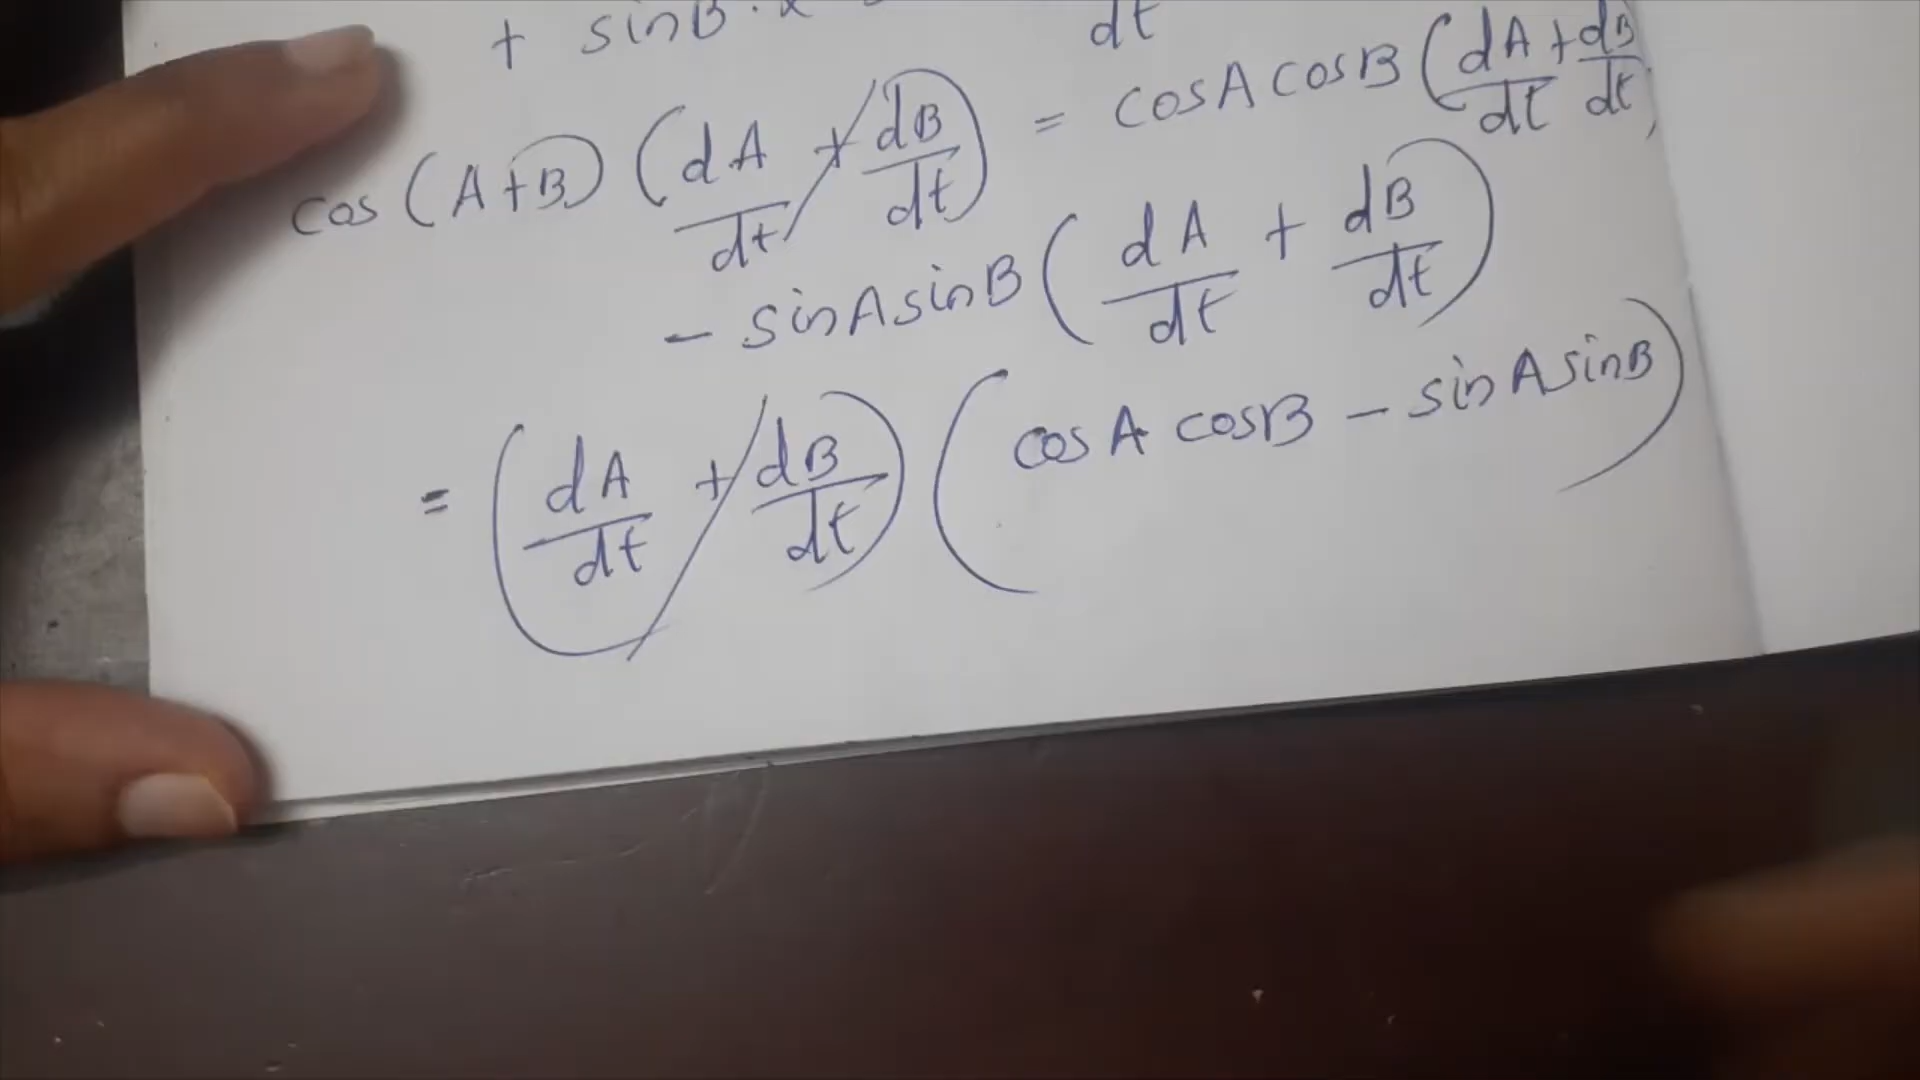 + sinB ·
dt
cos (A+B) (dA/dt + dB/dt) = cosA cosB (dA/dt + dB/dt)
- sinA sinB (dA/dt + dB/dt)
= (dA/dt + dB/dt) (cosA cosB - sinA sinB)